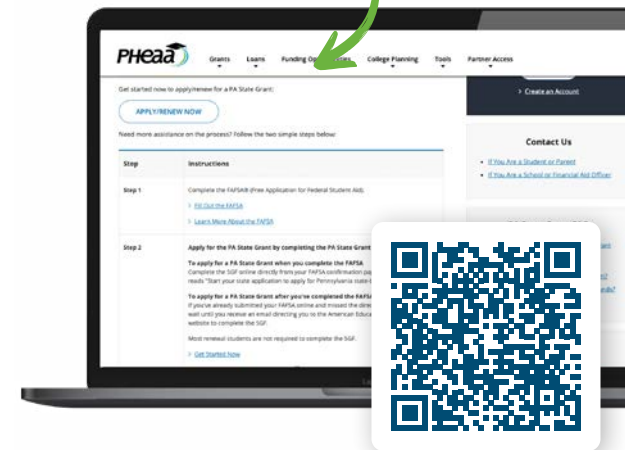 PHEAA
Grants Loans Funding Opportunities College Planning Tools Partner Access
Get started now to apply/renew for a PA State Grant:
APPLY/RENEW NOW
Need more assistance on the process? Follow the two simple steps below:
Step Instructions
Step 1 Complete the FAFSA® (Free Application for Federal Student Aid).
› Fill Out the FAFSA
› Learn More About the FAFSA
Step 2 Apply for the PA State Grant by completing the PA State Grant
To apply for a PA State Grant when you complete the FAFSA
Complete the SGF online directly from your FAFSA confirmation
reads "Start your state application to apply for Pennsylvania state
To apply for a PA State Grant after you've completed the
If you've already submitted your FAFSA online and missed the
wait until you receive an email directing you to the American
website to complete the SGF.
Most renewal students are not required to complete the SGF.
› Get Started Now
› Create an Account
Contact Us
• If You Are a Student or Parent
• If You Are a School or Financial Aid Officer